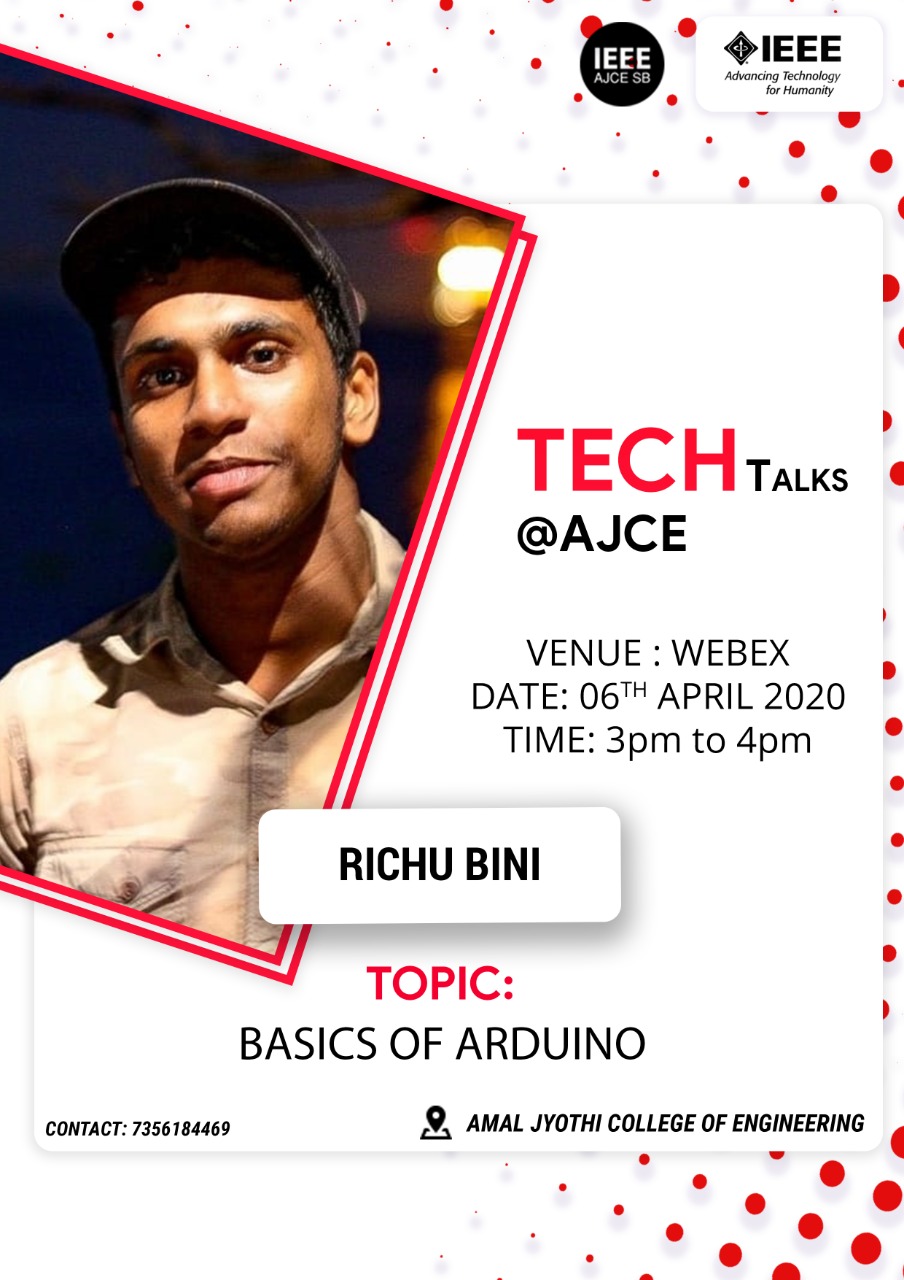 IEEE
AJCE SB
IEEE
Advancing Technology
for Humanity
TECH TALKS
@AJCE
VENUE : WEBEX
DATE: 06TH APRIL 2020
TIME: 3pm to 4pm
RICHU BINI
TOPIC:
BASICS OF ARDUINO
CONTACT: 7356184469
AMAL JYOTHI COLLEGE OF ENGINEERING